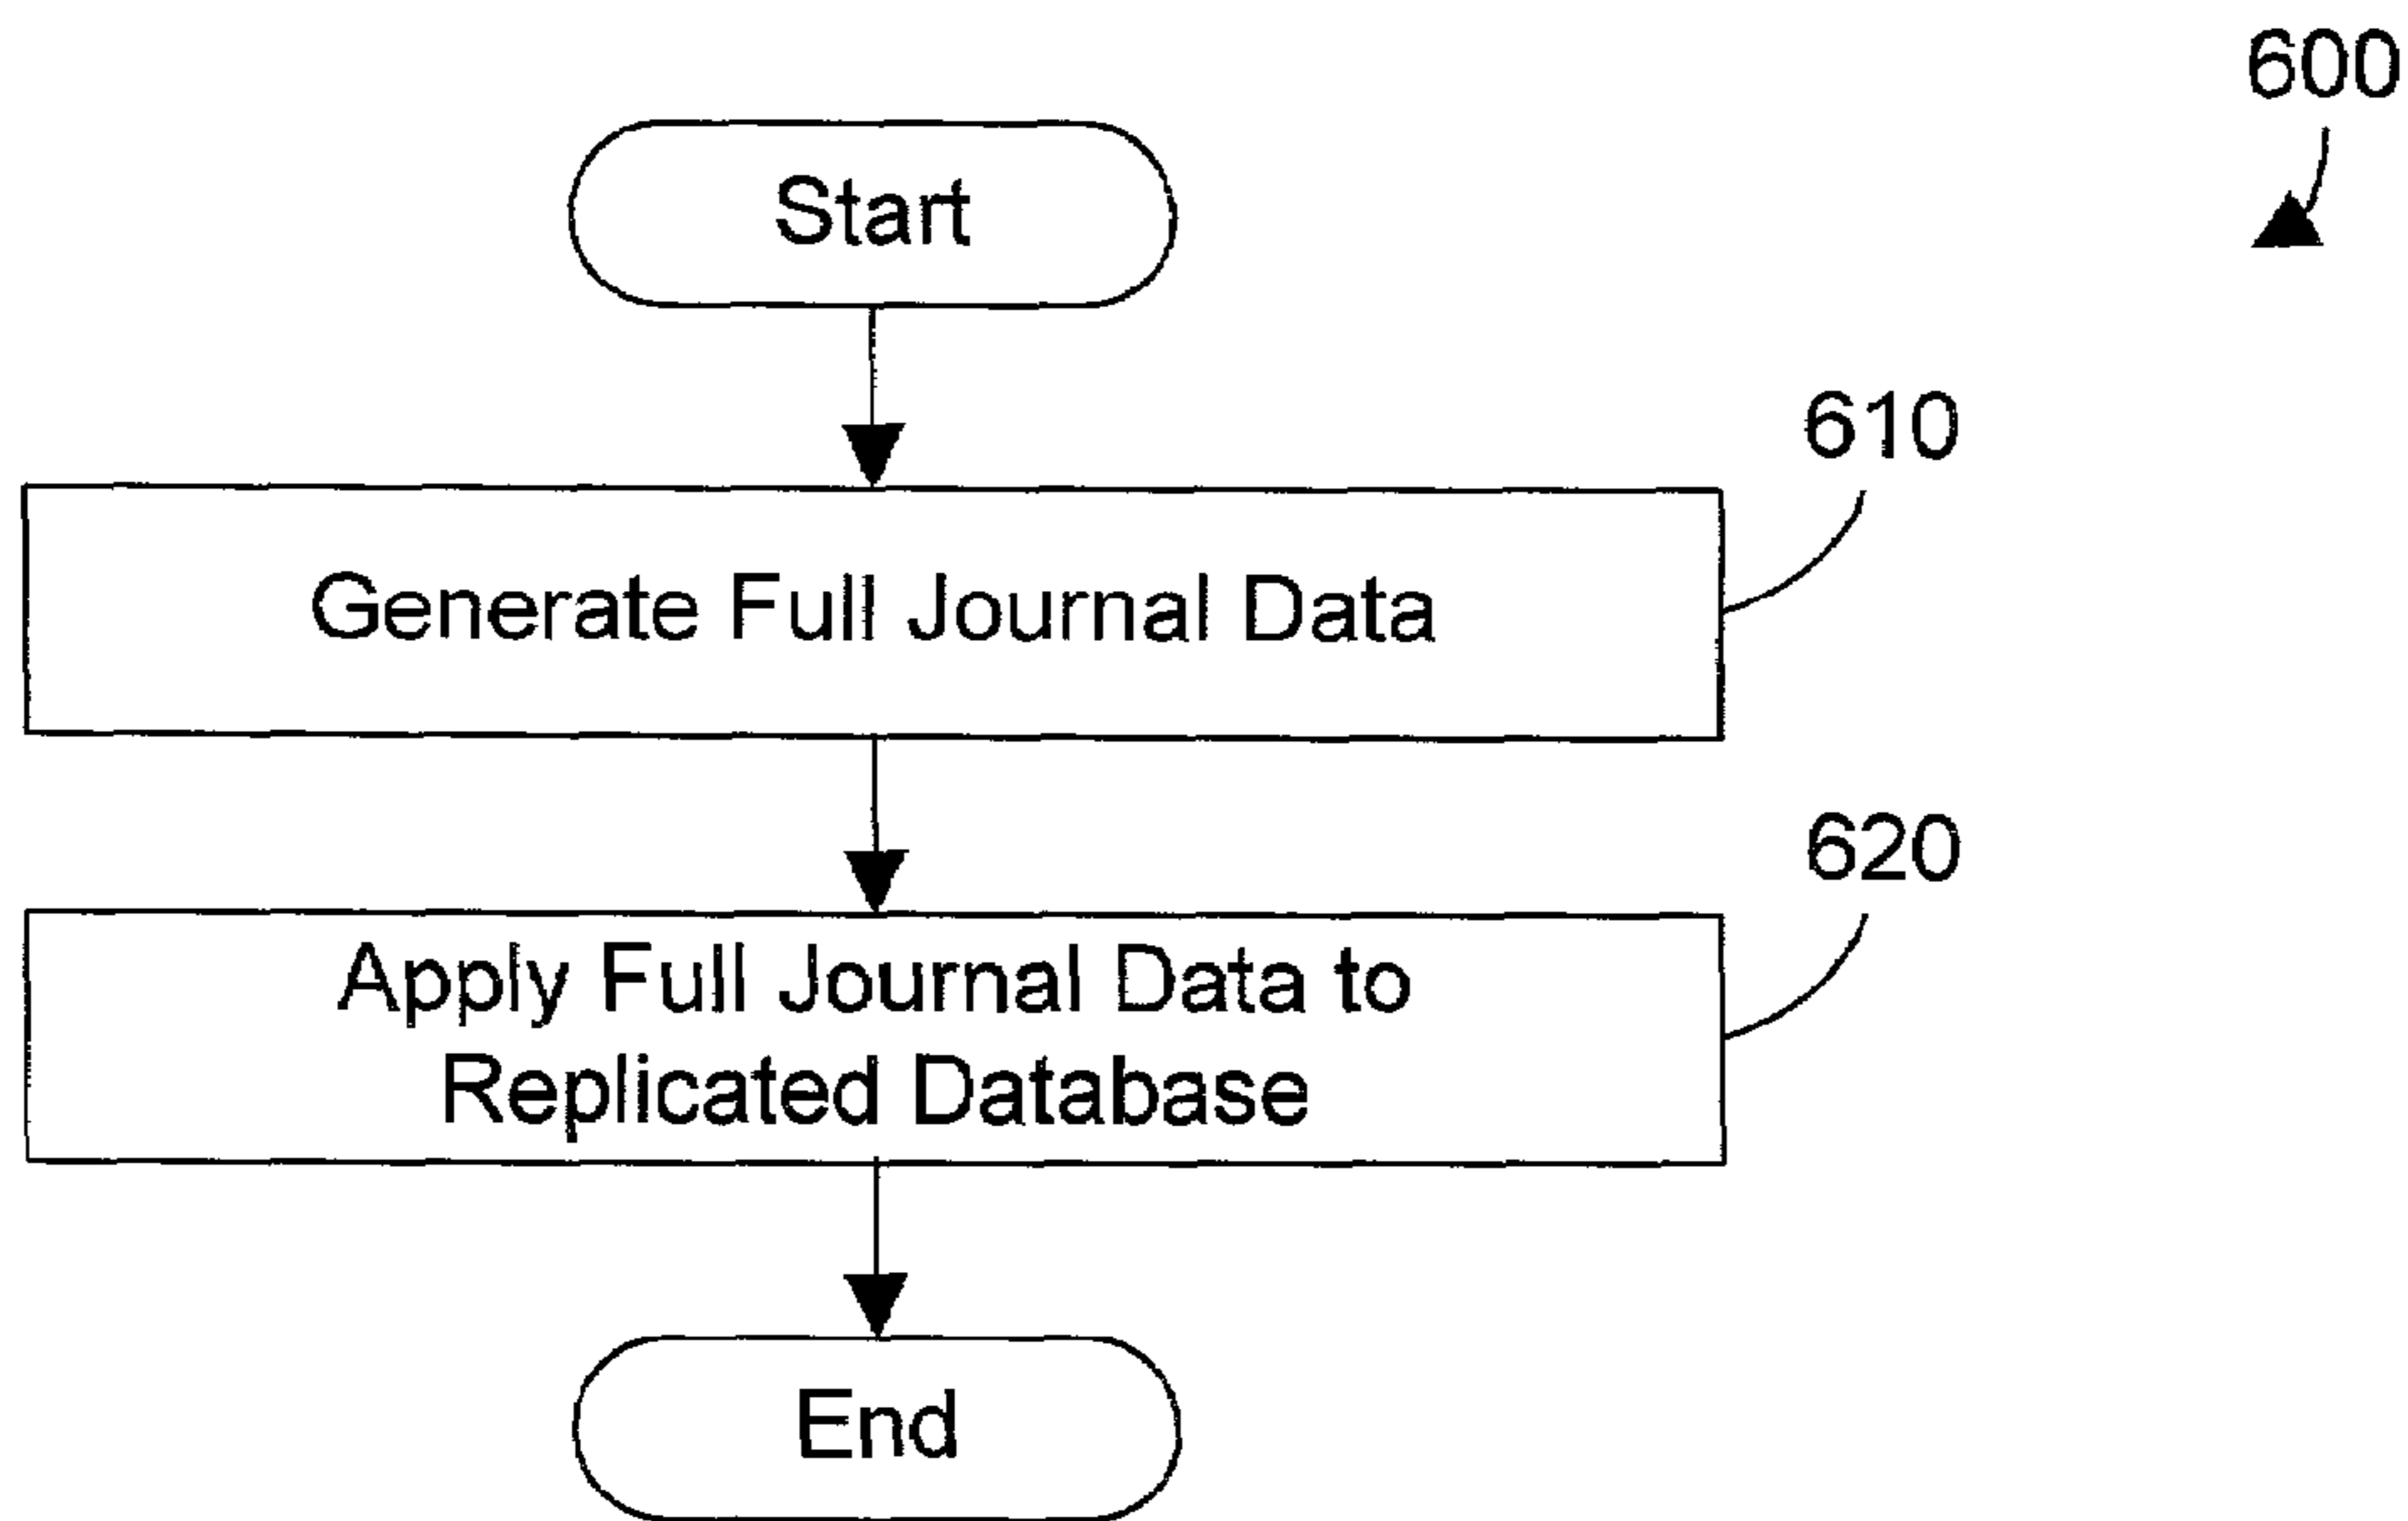 600
Start
610
Generate Full Journal Data
620
Apply Full Journal Data to
Replicated Database
End